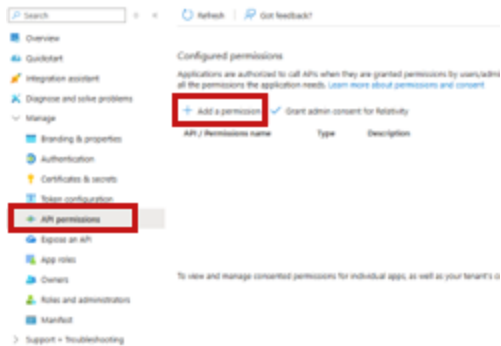 Search
Refresh
Got feedback?
Overview
Quickstart
Integration assistant
Diagnose and solve problems
Manage
Branding & properties
Authentication
Certificates & secrets
Token configuration
API permissions
Expose an API
App roles
Owners
Roles and administrators
Manifest
Support + Troubleshooting
Configured permissions
Applications are authorized to call APIs when they are granted permissions by users/admi
all the permissions the application needs. Learn more about permissions and consent
Add a permission
Grant admin consent for Relativity
API / Permissions name
Type
Description
To view and manage consented permissions for individual apps, as well as your tenant's c